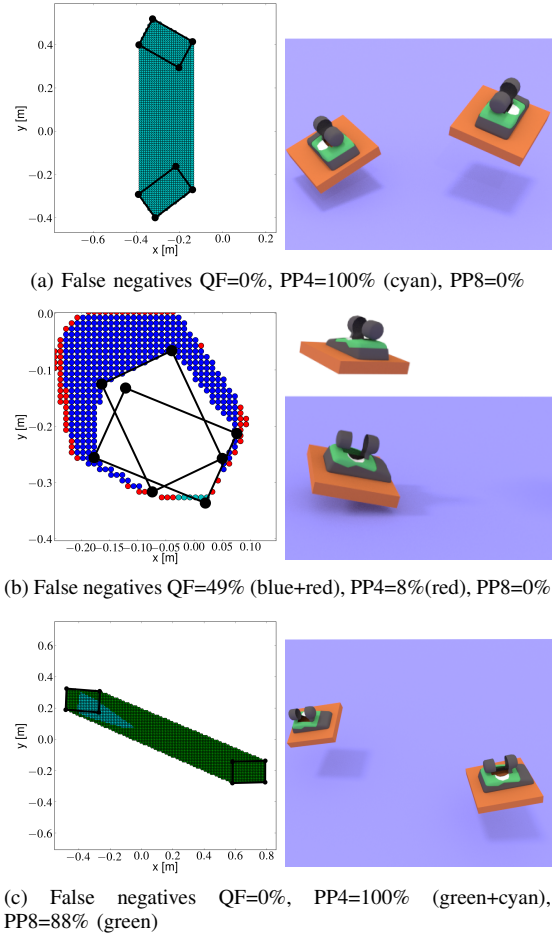 0.4
0.2
0.0
−0.2
−0.4
y [m]
−0.6 −0.4 −0.2 0.0 0.2
x [m]
(a) False negatives QF=0%, PP4=100% (cyan), PP8=0%
0.0
−0.1
−0.2
−0.3
−0.4
y [m]
−0.20−0.15−0.10−0.050.00 0.05 0.10
x [m]
(b) False negatives QF=49% (blue+red), PP4=8%(red), PP8=0%
0.6
0.4
0.2
0.0
−0.2
−0.4
−0.6
y [m]
−0.4 −0.2 0.0 0.2 0.4 0.6 0.8
x [m]
(c) False negatives QF=0%, PP4=100% (green+cyan),
PP8=88% (green)